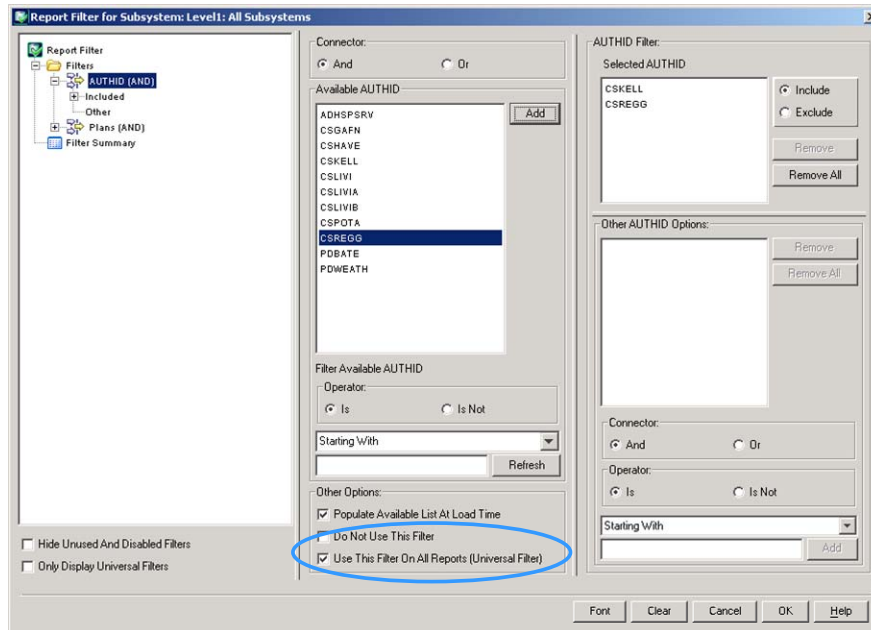 Report Filter for Subsystem: Level1: All Subsystems
Report Filter
Filters
AUTHID (AND)
Included
Other
Plans (AND)
Filter Summary
Hide Unused And Disabled Filters
Only Display Universal Filters
Connector:
And
Or
Available AUTHID
ADHSPSRV
CSGAFN
CSHAVE
CSKELL
CSLIVI
CSLIVIA
CSLIVIB
CSPOTA
CSREGG
PDBATE
PDWEATH
Add
Filter Available AUTHID
Operator:
Is
Is Not
Starting With
Refresh
Other Options:
Populate Available List At Load Time
Do Not Use This Filter
Use This Filter On All Reports (Universal Filter)
AUTHID Filter:
Selected AUTHID
CSKELL
CSREGG
Include
Exclude
Remove
Remove All
Other AUTHID Options:
Remove
Remove All
Connector:
And
Or
Operator:
Is
Is Not
Starting With
Add
Font
Clear
Cancel
OK
Help